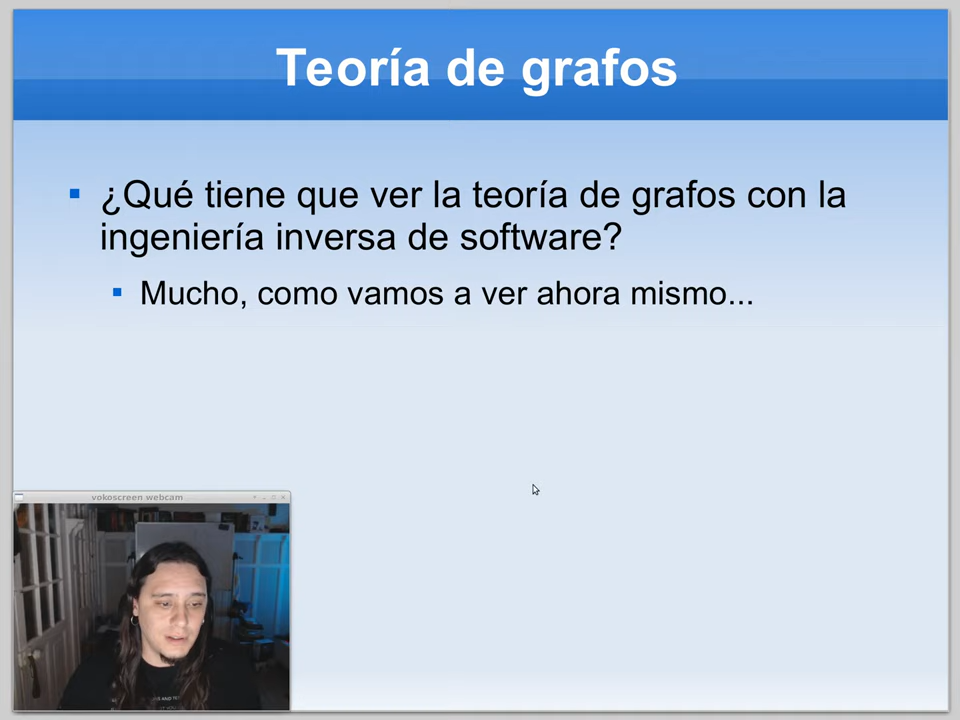 Teoría de grafos
¿Qué tiene que ver la teoría de grafos con la
ingeniería inversa de software?
Mucho, como vamos a ver ahora mismo...
vokoscreen webcam